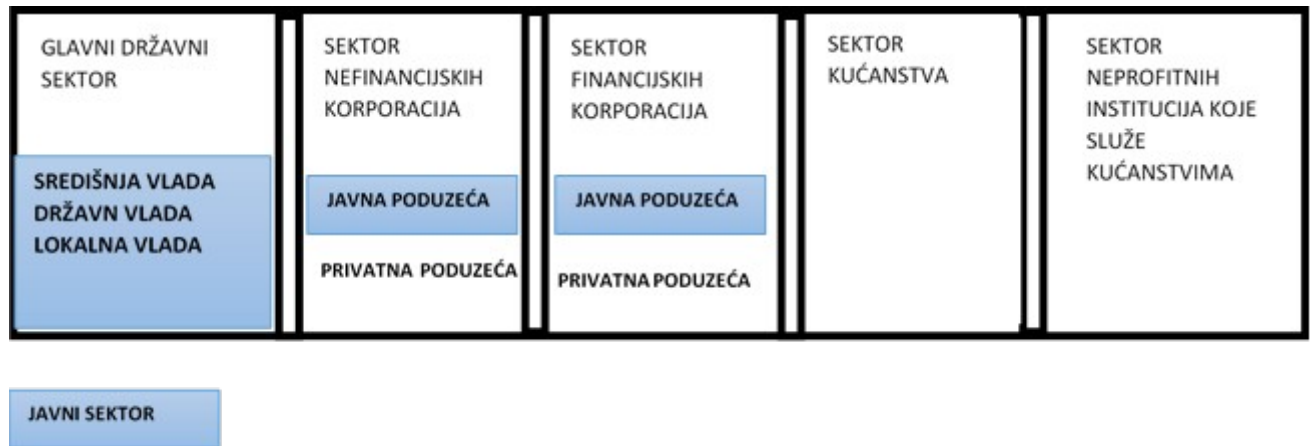 GLAVNI DRŽAVNI
SEKTOR
SREDIŠNJA VLADA
DRŽAVN VLADA
LOKALNA VLADA
SEKTOR
NEFINANCIJSKIH
KORPORACIJA
JAVNA PODUZEĆA
PRIVATNA PODUZEĆA
SEKTOR
FINANCIJSKIH
KORPORACIJA
JAVNA PODUZEĆA
PRIVATNA PODUZEĆA
SEKTOR
KUĆANSTVA
SEKTOR
NEPROFITNIH
INSTITUCIJA KOJE
SLUŽE
KUĆANSTVIMA
JAVNI SEKTOR